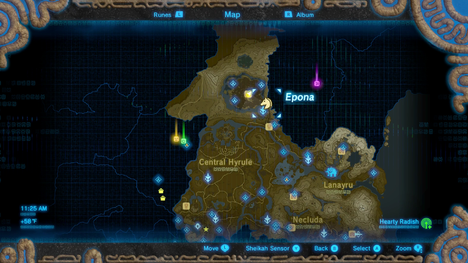 Runes L Map R Album
Epona
Central Hyrule
Lanayru
Necluda
11:25 AM
+58°F
Hearty Radish
Move L Sheikah Sensor Back B Select A Zoom